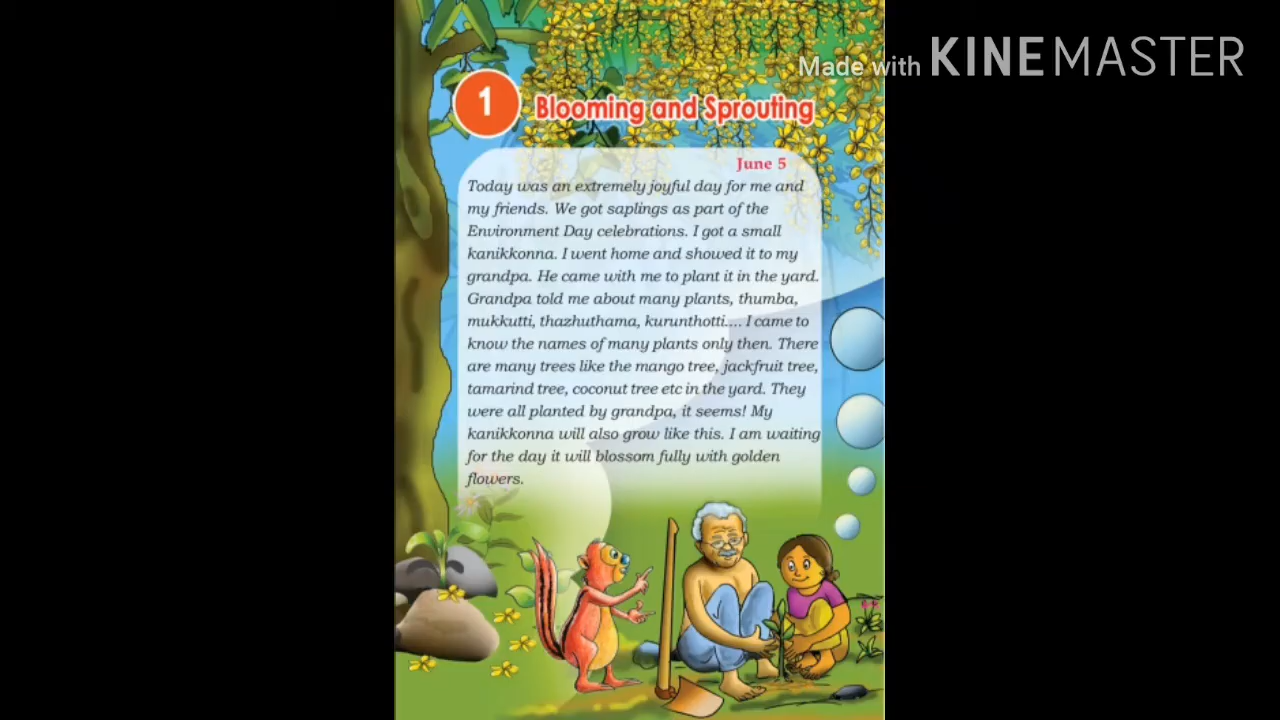 Made with KINEMASTER
1
Blooming and Sprouting
June 5
Today was an extremely joyful day for me and
my friends. We got saplings as part of the
Environment Day celebrations. I got a small
kanikkonna. I went home and showed it to my
grandpa. He came with me to plant it in the yard.
Grandpa told me about many plants, thumba,
mukkutti, thazhuthama, kurunthotti.... I came to
know the names of many plants only then. There
are many trees like the mango tree, jackfruit tree,
tamarind tree, coconut tree etc in the yard. They
were all planted by grandpa, it seems! My
kanikkonna will also grow like this. I am waiting
for the day it will blossom fully with golden
flowers.